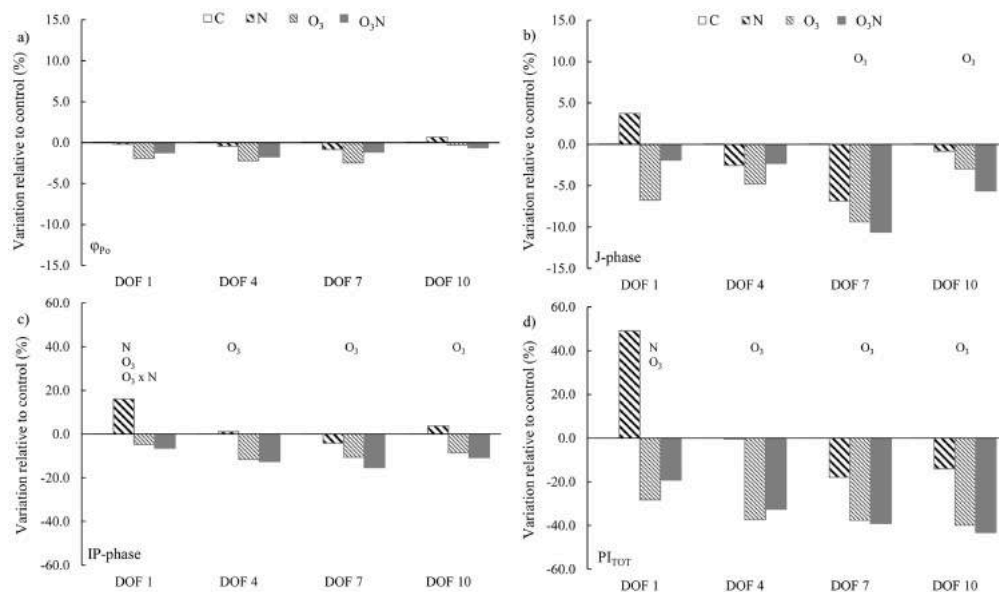 a)
C N O₃ O₃N
Variation relative to control (%)
15.0
10.0
5.0
0.0
-5.0
-10.0
-15.0
φPo
DOF 1 DOF 4 DOF 7 DOF 10
b)
C N O₃ O₃N
Variation relative to control (%)
15.0
10.0
5.0
0.0
-5.0
-10.0
-15.0
O₃ O₃
J-phase
DOF 1 DOF 4 DOF 7 DOF 10
c)
Variation relative to control (%)
60.0
40.0
20.0
0.0
-20.0
-40.0
-60.0
N O₃ O₃ O₃
O₃
O₃ x N
IP-phase
DOF 1 DOF 4 DOF 7 DOF 10
d)
Variation relative to control (%)
60.0
40.0
20.0
0.0
-20.0
-40.0
-60.0
N O₃ O₃ O₃
O₃
PITOT
DOF 1 DOF 4 DOF 7 DOF 10